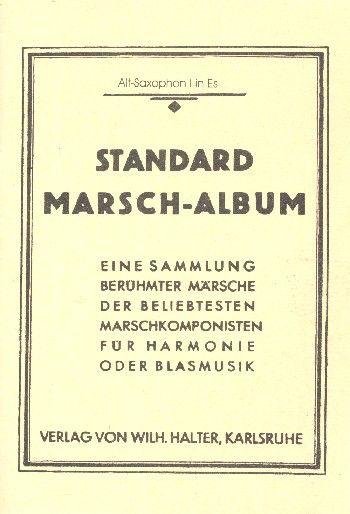 Alt-Saxophon I in Es
STANDARD
MARSCH-ALBUM
EINE SAMMLUNG
BERÜHMTER MÄRSCHE
DER BELIEBTESTEN
MARSCHKOMPONISTEN
FÜR HARMONIE
ODER BLASMUSIK
VERLAG VON WILH. HALTER, KARLSRUHE